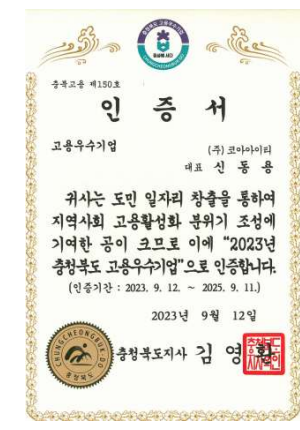 충북고용 제150호
인 증 서
고용우수기업
(주) 코아아이티
대표 신 동 용
귀사는 도민 일자리 창출을 통하여
지역사회 고용활성화 분위기 조성에
기여한 공이 크므로 이에 "2023년
충청북도 고용우수기업"으로 인증합니다.
(인증기간 : 2023. 9. 12. ~ 2025. 9. 11.)
2023년 9월 12일
충청북도지사 김 영 환
CHUNGCHEONGBUK-DO
충청북도